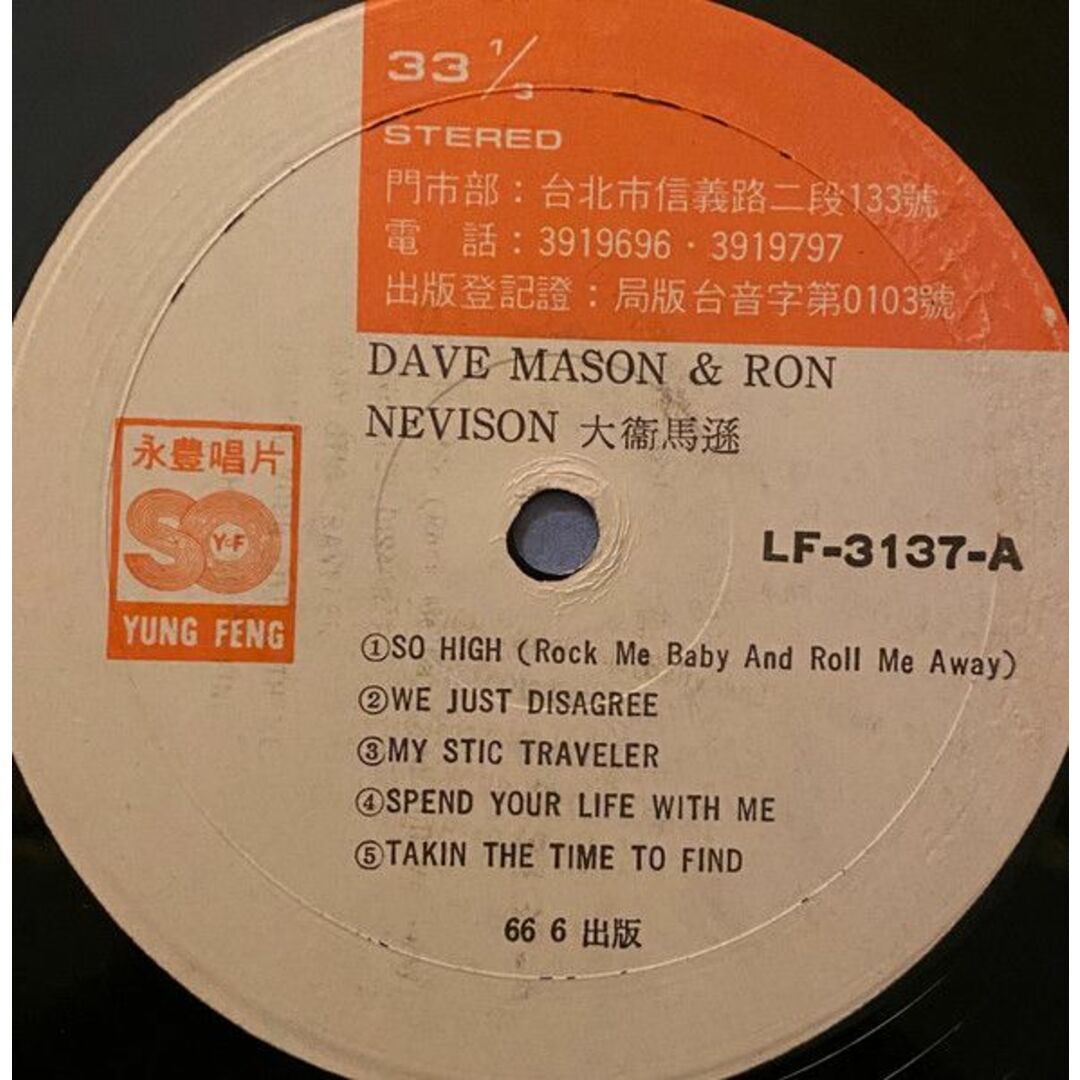 33 1/3
STEREO
門市部：台北市信義路二段133號
電 話：3919696・3919797
出版登記證：局版台音字第0103號
DAVE MASON & RON
NEVISON 大衞馬遜
永豐唱片
SO
Y&F
YUNG FENG
LF-3137-A
①SO HIGH (Rock Me Baby And Roll Me Away)
②WE JUST DISAGREE
③MY STIC TRAVELER
④SPEND YOUR LIFE WITH ME
⑤TAKIN THE TIME TO FIND
66 6 出版